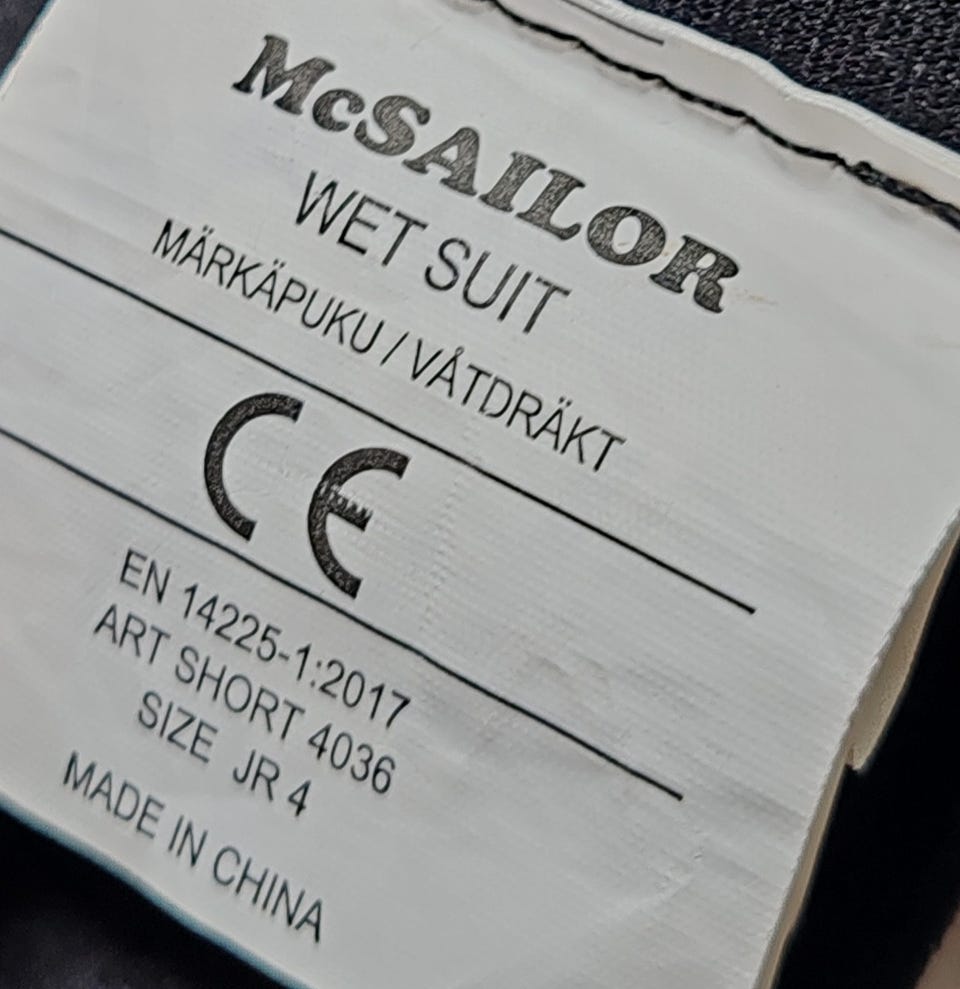 McSAILOR
WET SUIT
MÄRKÄPUKU / VÅTDRÄKT
CE
EN 14225-1:2017
ART SHORT 4036
SIZE JR 4
MADE IN CHINA